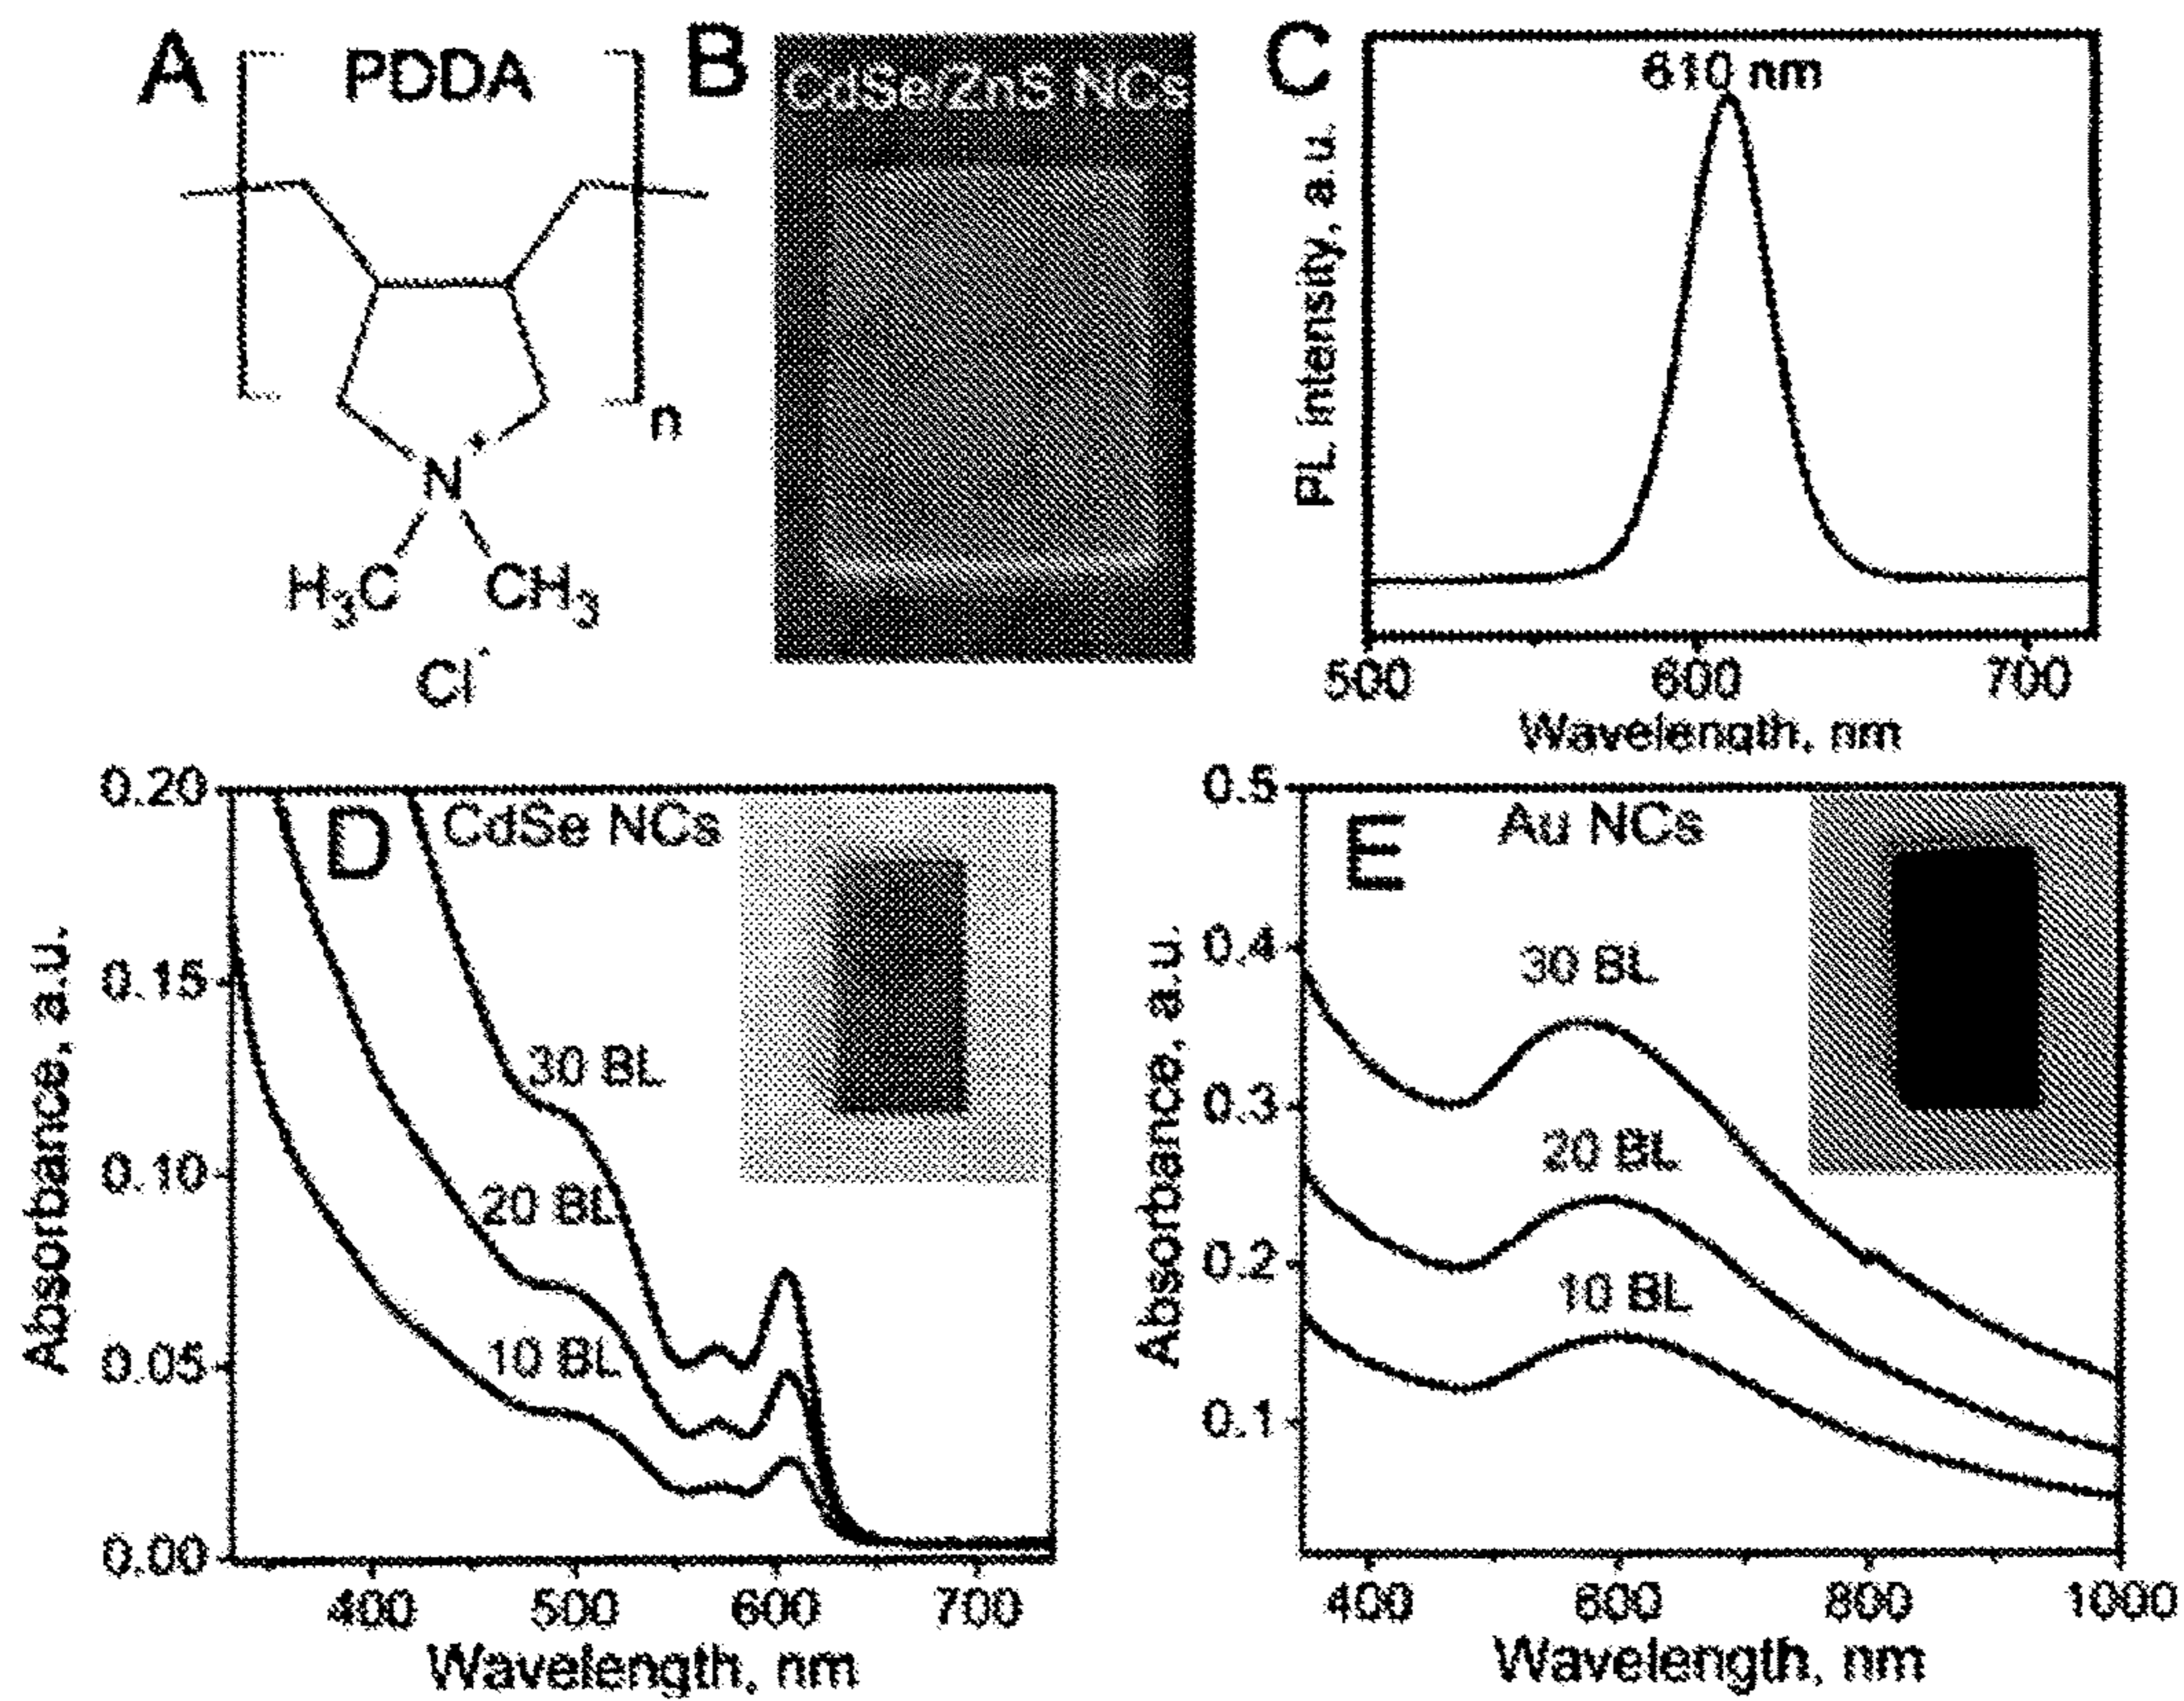 A
PDDA
n
N+
H3C
CH3
Cl-
B
CdSe/ZnS NCs
C
610 nm
PL intensity, a.u.
500
600
700
Wavelength, nm
D
CdSe NCs
0.20
0.15
0.10
0.05
0.00
Absorbance, a.u.
30 BL
20 BL
10 BL
400
500
600
700
Wavelength, nm
E
Au NCs
0.5
0.4
0.3
0.2
0.1
Absorbance, a.u.
30 BL
20 BL
10 BL
400
600
800
1000
Wavelength, nm